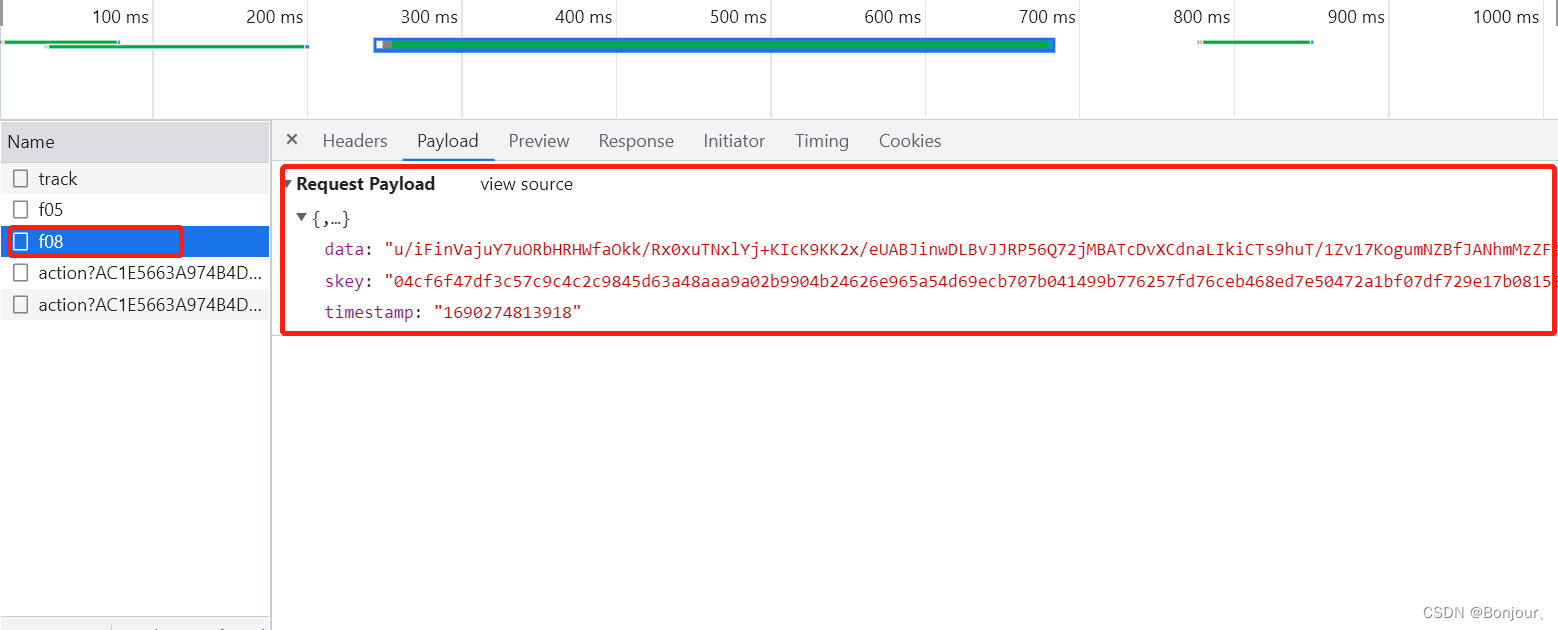 100 ms 200 ms 300 ms 400 ms 500 ms 600 ms 700 ms 800 ms 900 ms 1000 ms
Name
× Headers Payload Preview Response Initiator Timing Cookies
track
f05
f08
action?AC1E5663A974B4D...
action?AC1E5663A974B4D...
▼ Request Payload view source
▼ {,…}
data: "u/iFinVajuY7uORbHRHWfaOkk/Rx0xuTNxlYj+KIcK9KK2x/eUABJinwDLBvJJRP56Q72jMBATcDvXCdnaLIkiCTs9huT/1Zv17KogumNZBfJANhmMzZF
skey: "04cf6f47df3c57c9c4c2c9845d63a48aaa9a02b9904b24626e965a54d69ecb707b041499b776257fd76ceb468ed7e50472a1bf07df729e17b0815
timestamp: "1690274813918"
CSDN @Bonjour、